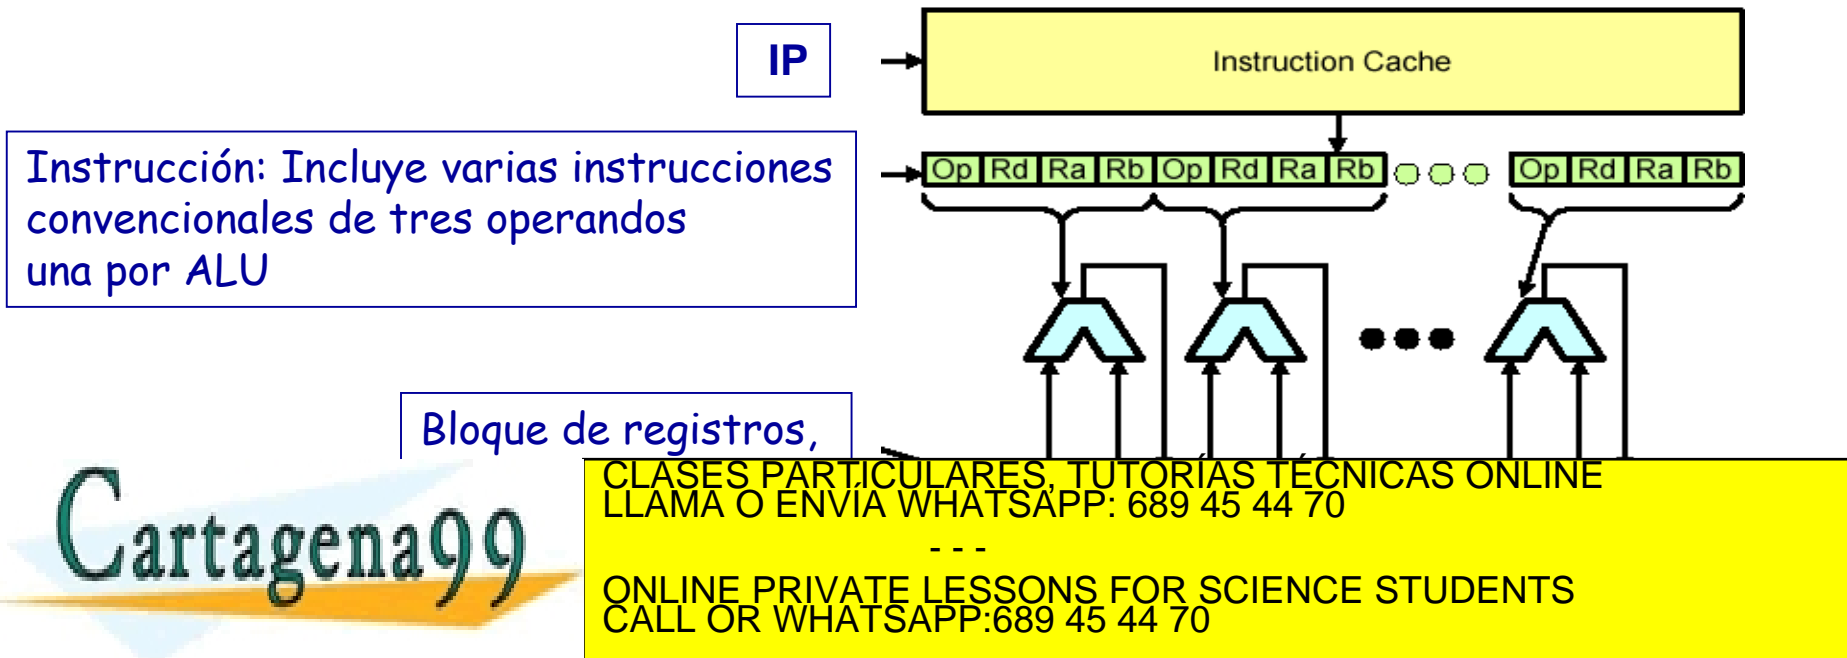 IP
Instruction Cache
Instrucción: Incluye varias instrucciones
convencionales de tres operandos
una por ALU
Op Rd Ra Rb Op Rd Ra Rb Op Rd Ra Rb
Bloque de registros,
Cartagena99
CLASES PARTICULARES, TUTORÍAS TÉCNICAS ONLINE
LLAMA O ENVÍA WHATSAPP: 689 45 44 70
- - -
ONLINE PRIVATE LESSONS FOR SCIENCE STUDENTS
CALL OR WHATSAPP:689 45 44 70